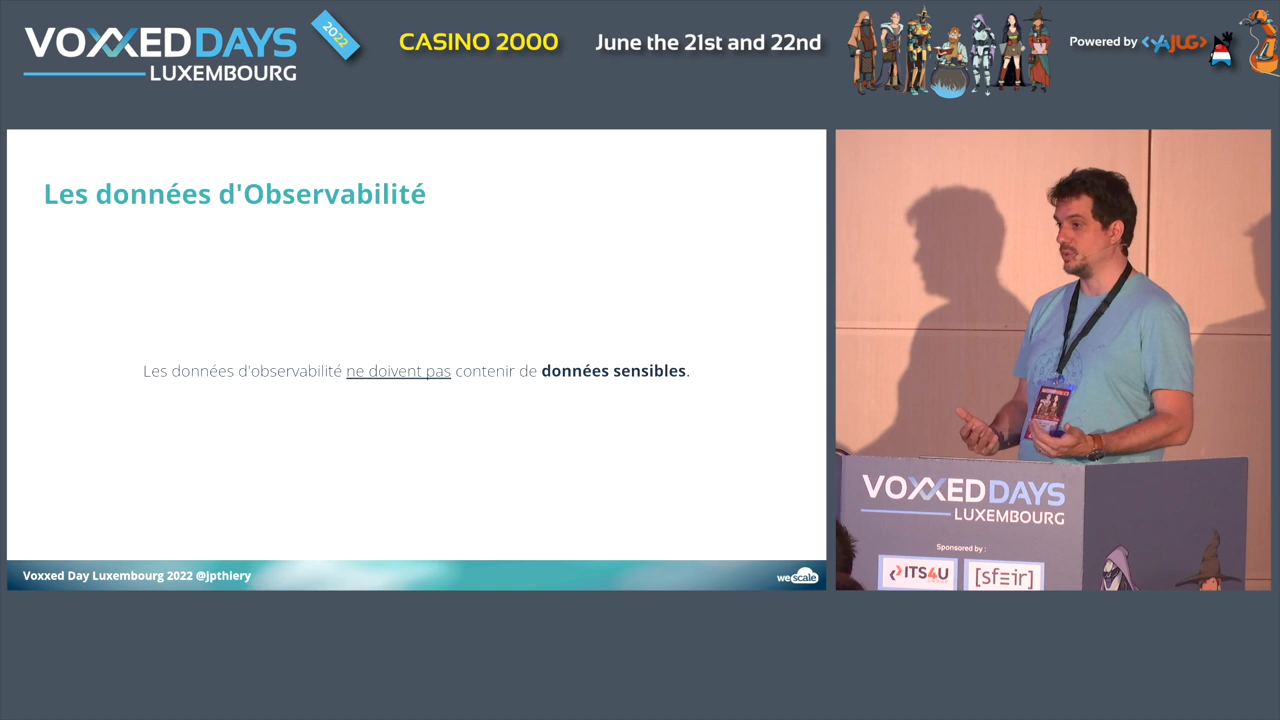 VOXXED DAYS
LUXEMBOURG
2022
CASINO 2000
June the 21st and 22nd
Powered by <YAJUG>
Les données d'Observabilité
Les données d'observabilité ne doivent pas contenir de données sensibles.
Voxxed Day Luxembourg 2022 @jpthiery
wescale
VOXXED DAYS
LUXEMBOURG
Sponsored by :
ITS4U
[sfeir]